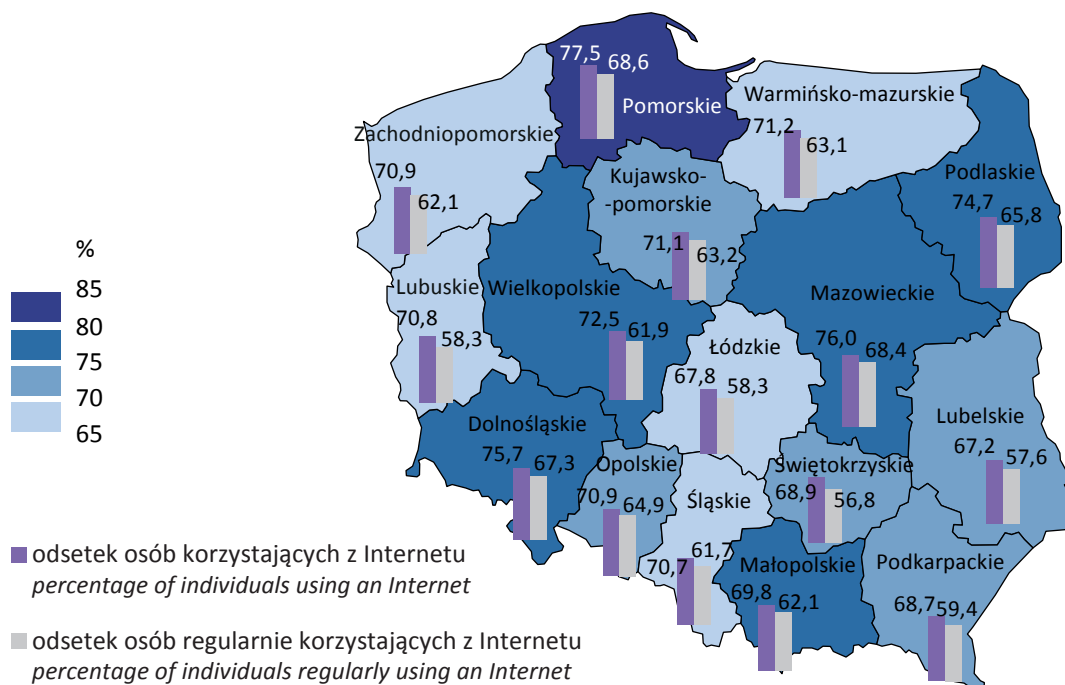 77,5
68,6
Pomorskie
Warmińsko-mazurskie
71,2
63,1
Zachodniopomorskie
70,9
62,1
Kujawsko-
-pomorskie
71,1
63,2
Podlaskie
74,7
65,8
%
85
80
75
70
65
Lubuskie
70,8
58,3
Wielkopolskie
72,5
61,9
Mazowieckie
76,0
68,4
Łódzkie
67,8
58,3
Lubelskie
67,2
57,6
Dolnośląskie
75,7
67,3
Opolskie
70,9
64,9
Śląskie
70,7
61,7
Świętokrzyskie
68,9
56,8
Małopolskie
69,8
62,1
Podkarpackie
68,7
59,4
odsetek osób korzystających z Internetu
percentage of individuals using an Internet
odsetek osób regularnie korzystających z Internetu
percentage of individuals regularly using an Internet